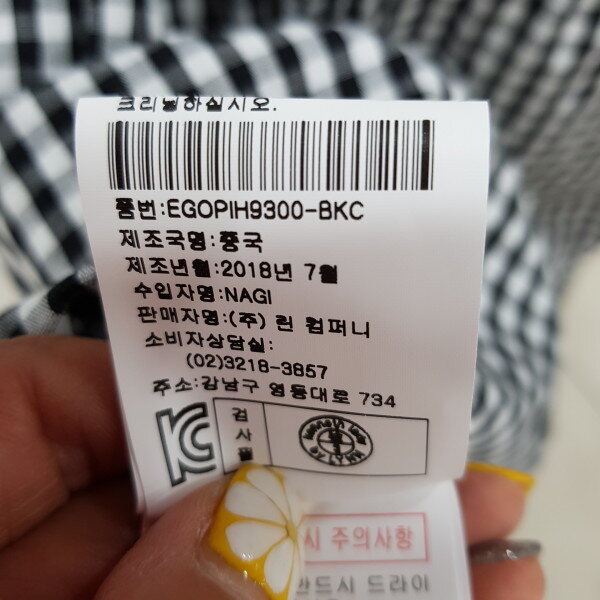 크리닝하십시오.
품번:EGOPIH9300-BKC
제조국명:중국
제조년월:2018년 7월
수입자명:NAGI
판매자명:(주) 린 컴퍼니
소비자상담실:
(02)3218-3857
주소:강남구 영동대로 734
검사필
시 주의사항
반드시 드라이